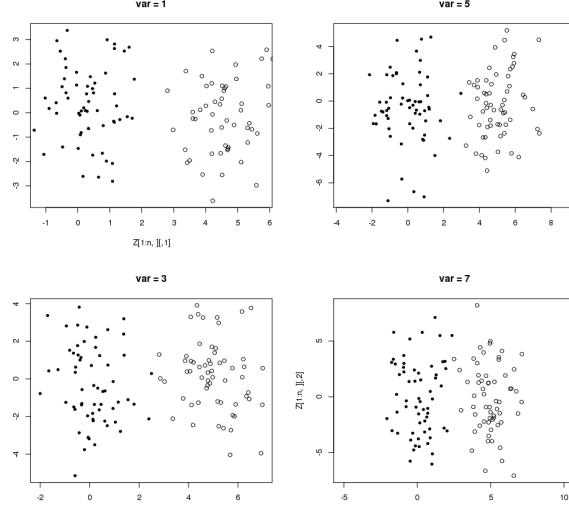 var = 1
3
2
1
0
-1
-2
-3
-1 0 1 2 3 4 5 6
Z[1:n, ][,1]
var = 5
4
2
0
-2
-4
-6
-4 -2 0 2 4 6 8
var = 3
4
2
0
-2
-4
-2 0 2 4 6
var = 7
Z[1:n, ][,2]
5
0
-5
-5 0 5 10